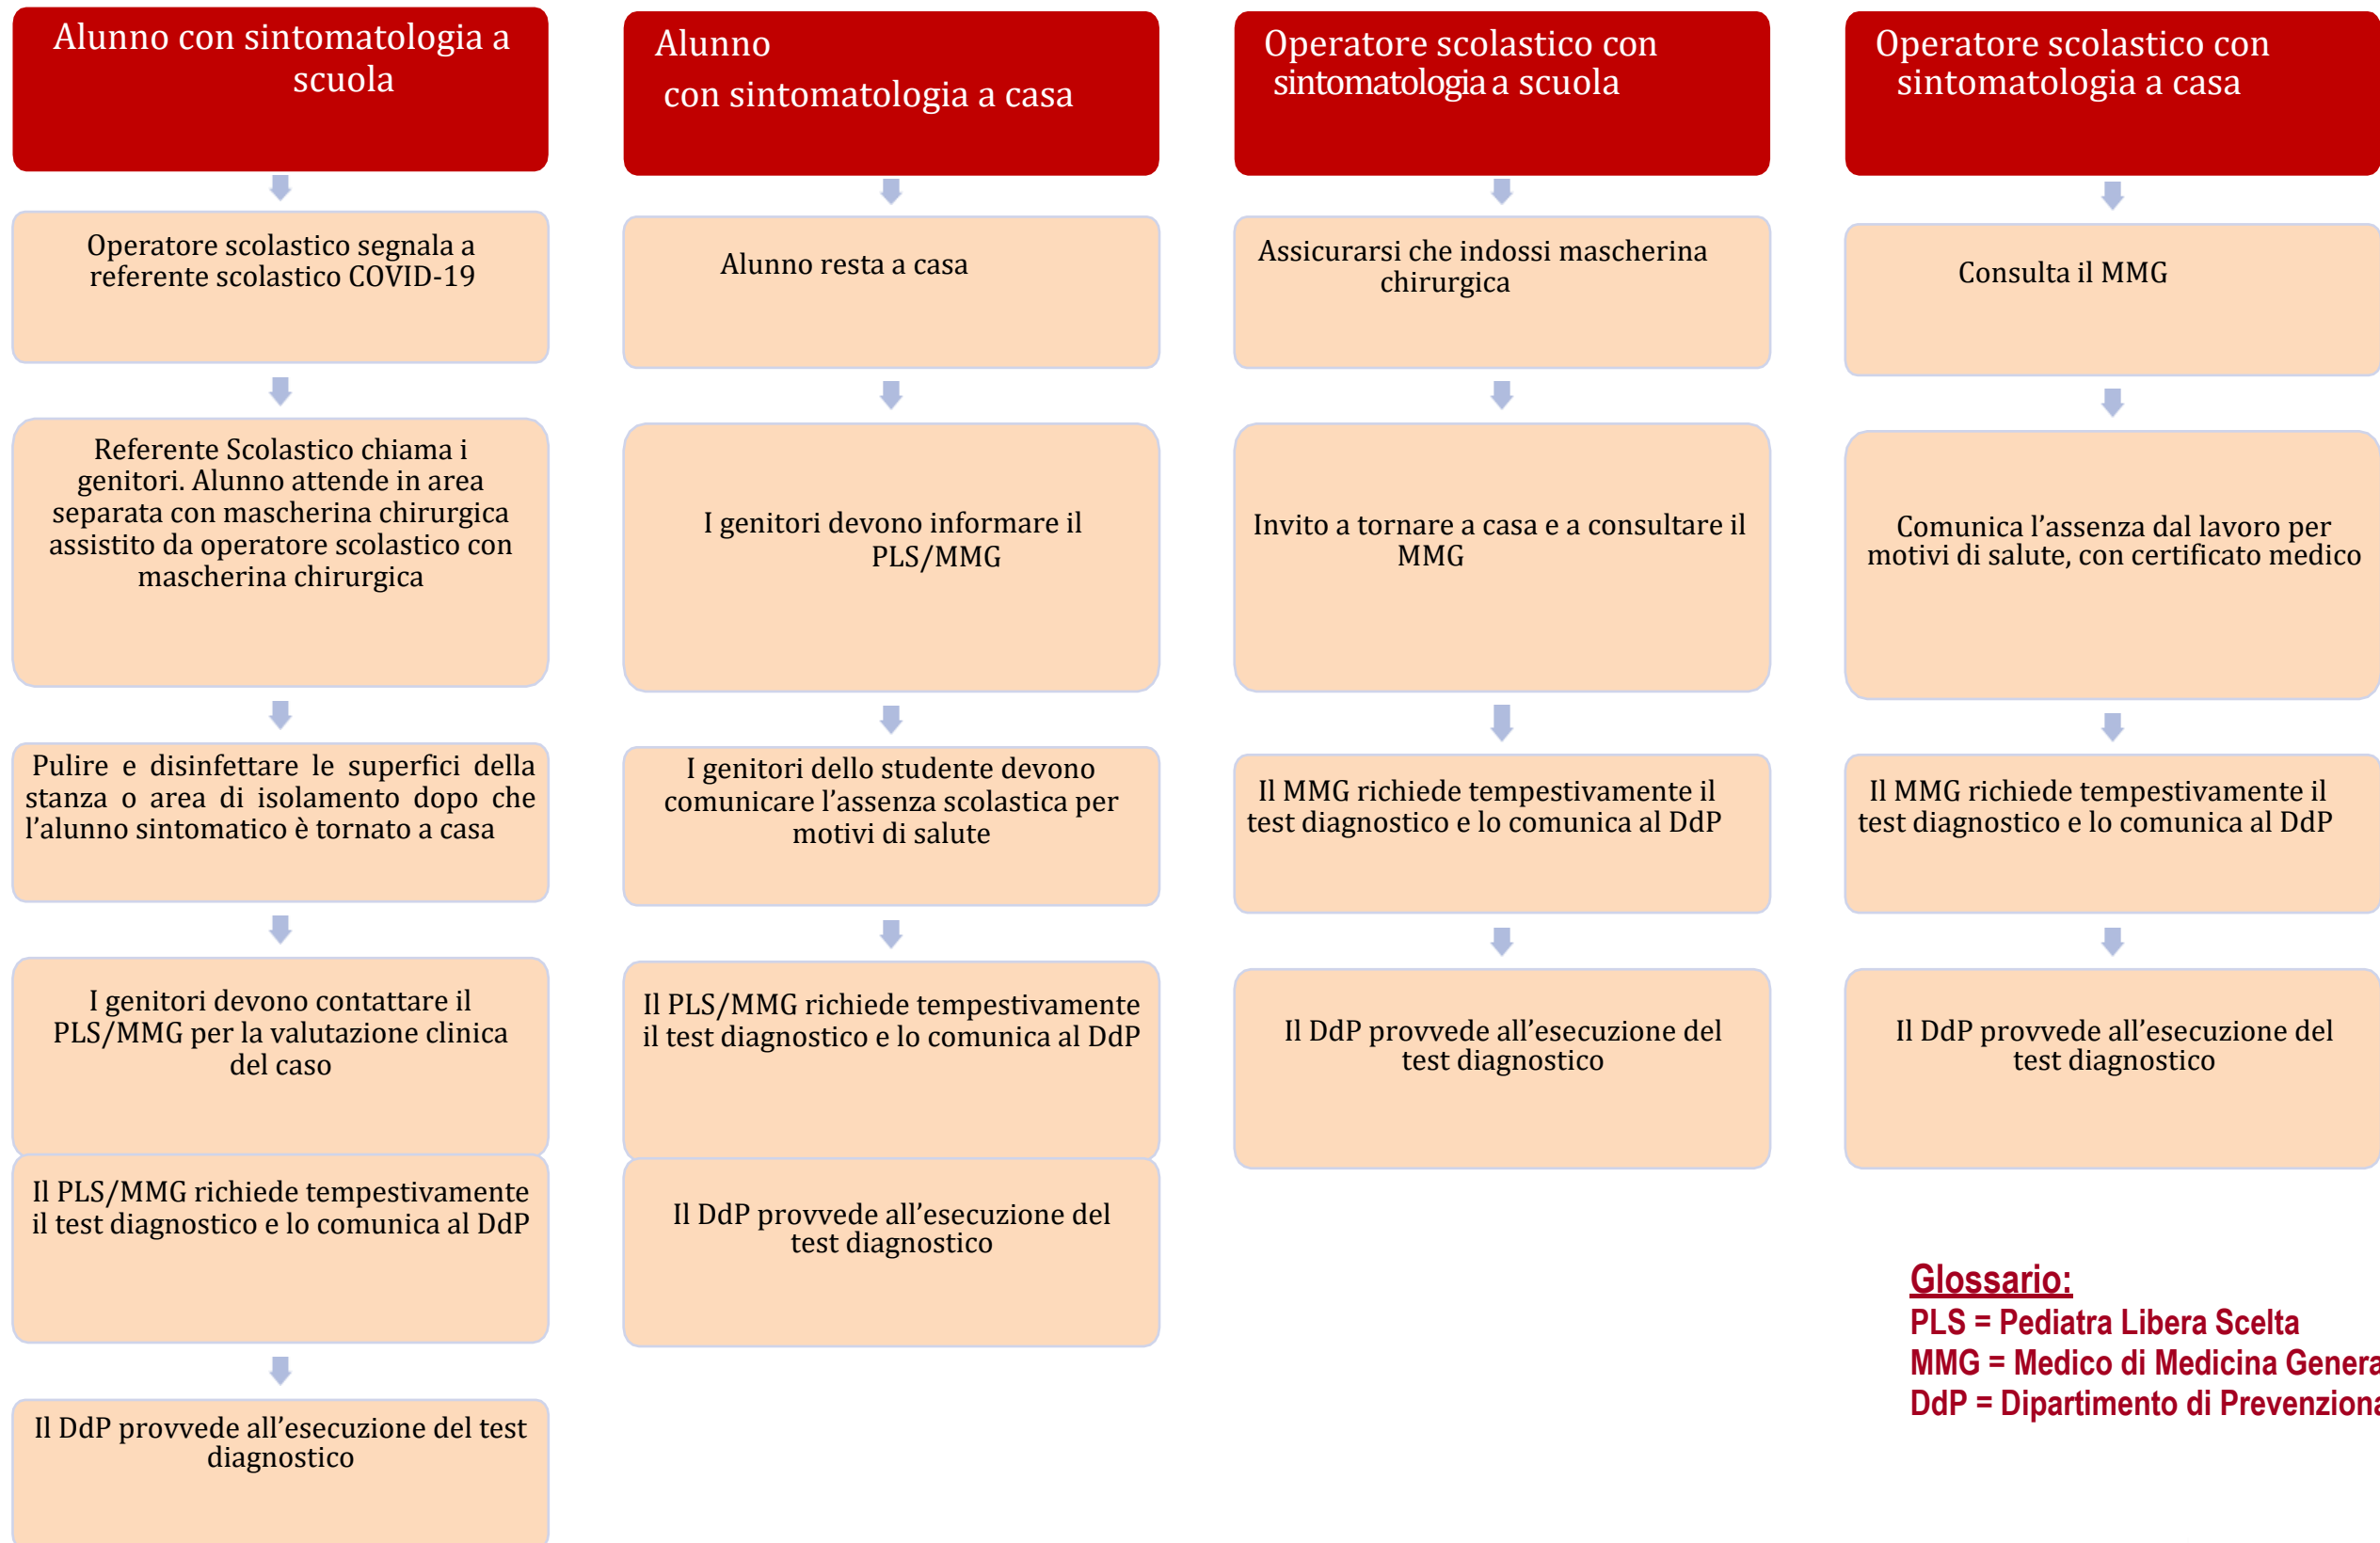 Alunno con sintomatologia a
scuola
Operatore scolastico segnala a
referente scolastico COVID-19
Referente Scolastico chiama i
genitori. Alunno attende in area
separata con mascherina chirurgica
assistito da operatore scolastico con
mascherina chirurgica
Pulire e disinfettare le superfici della
stanza o area di isolamento dopo che
l’alunno sintomatico è tornato a casa
I genitori devono contattare il
PLS/MMG per la valutazione clinica
del caso
Il PLS/MMG richiede tempestivamente
il test diagnostico e lo comunica al DdP
Il DdP provvede all’esecuzione del test
diagnostico
Alunno
con sintomatologia a casa
Alunno resta a casa
I genitori devono informare il
PLS/MMG
I genitori dello studente devono
comunicare l’assenza scolastica per
motivi di salute
Il PLS/MMG richiede tempestivamente
il test diagnostico e lo comunica al DdP
Il DdP provvede all’esecuzione del
test diagnostico
Operatore scolastico con
sintomatologia a scuola
Assicurarsi che indossi mascherina
chirurgica
Invito a tornare a casa e a consultare il
MMG
Il MMG richiede tempestivamente il
test diagnostico e lo comunica al DdP
Il DdP provvede all’esecuzione del
test diagnostico
Operatore scolastico con
sintomatologia a casa
Consulta il MMG
Comunica l’assenza dal lavoro per
motivi di salute, con certificato medico
Il MMG richiede tempestivamente il
test diagnostico e lo comunica al DdP
Il DdP provvede all’esecuzione del
test diagnostico
Glossario:
PLS = Pediatra Libera Scelta
MMG = Medico di Medicina Genera
DdP = Dipartimento di Prevenziona